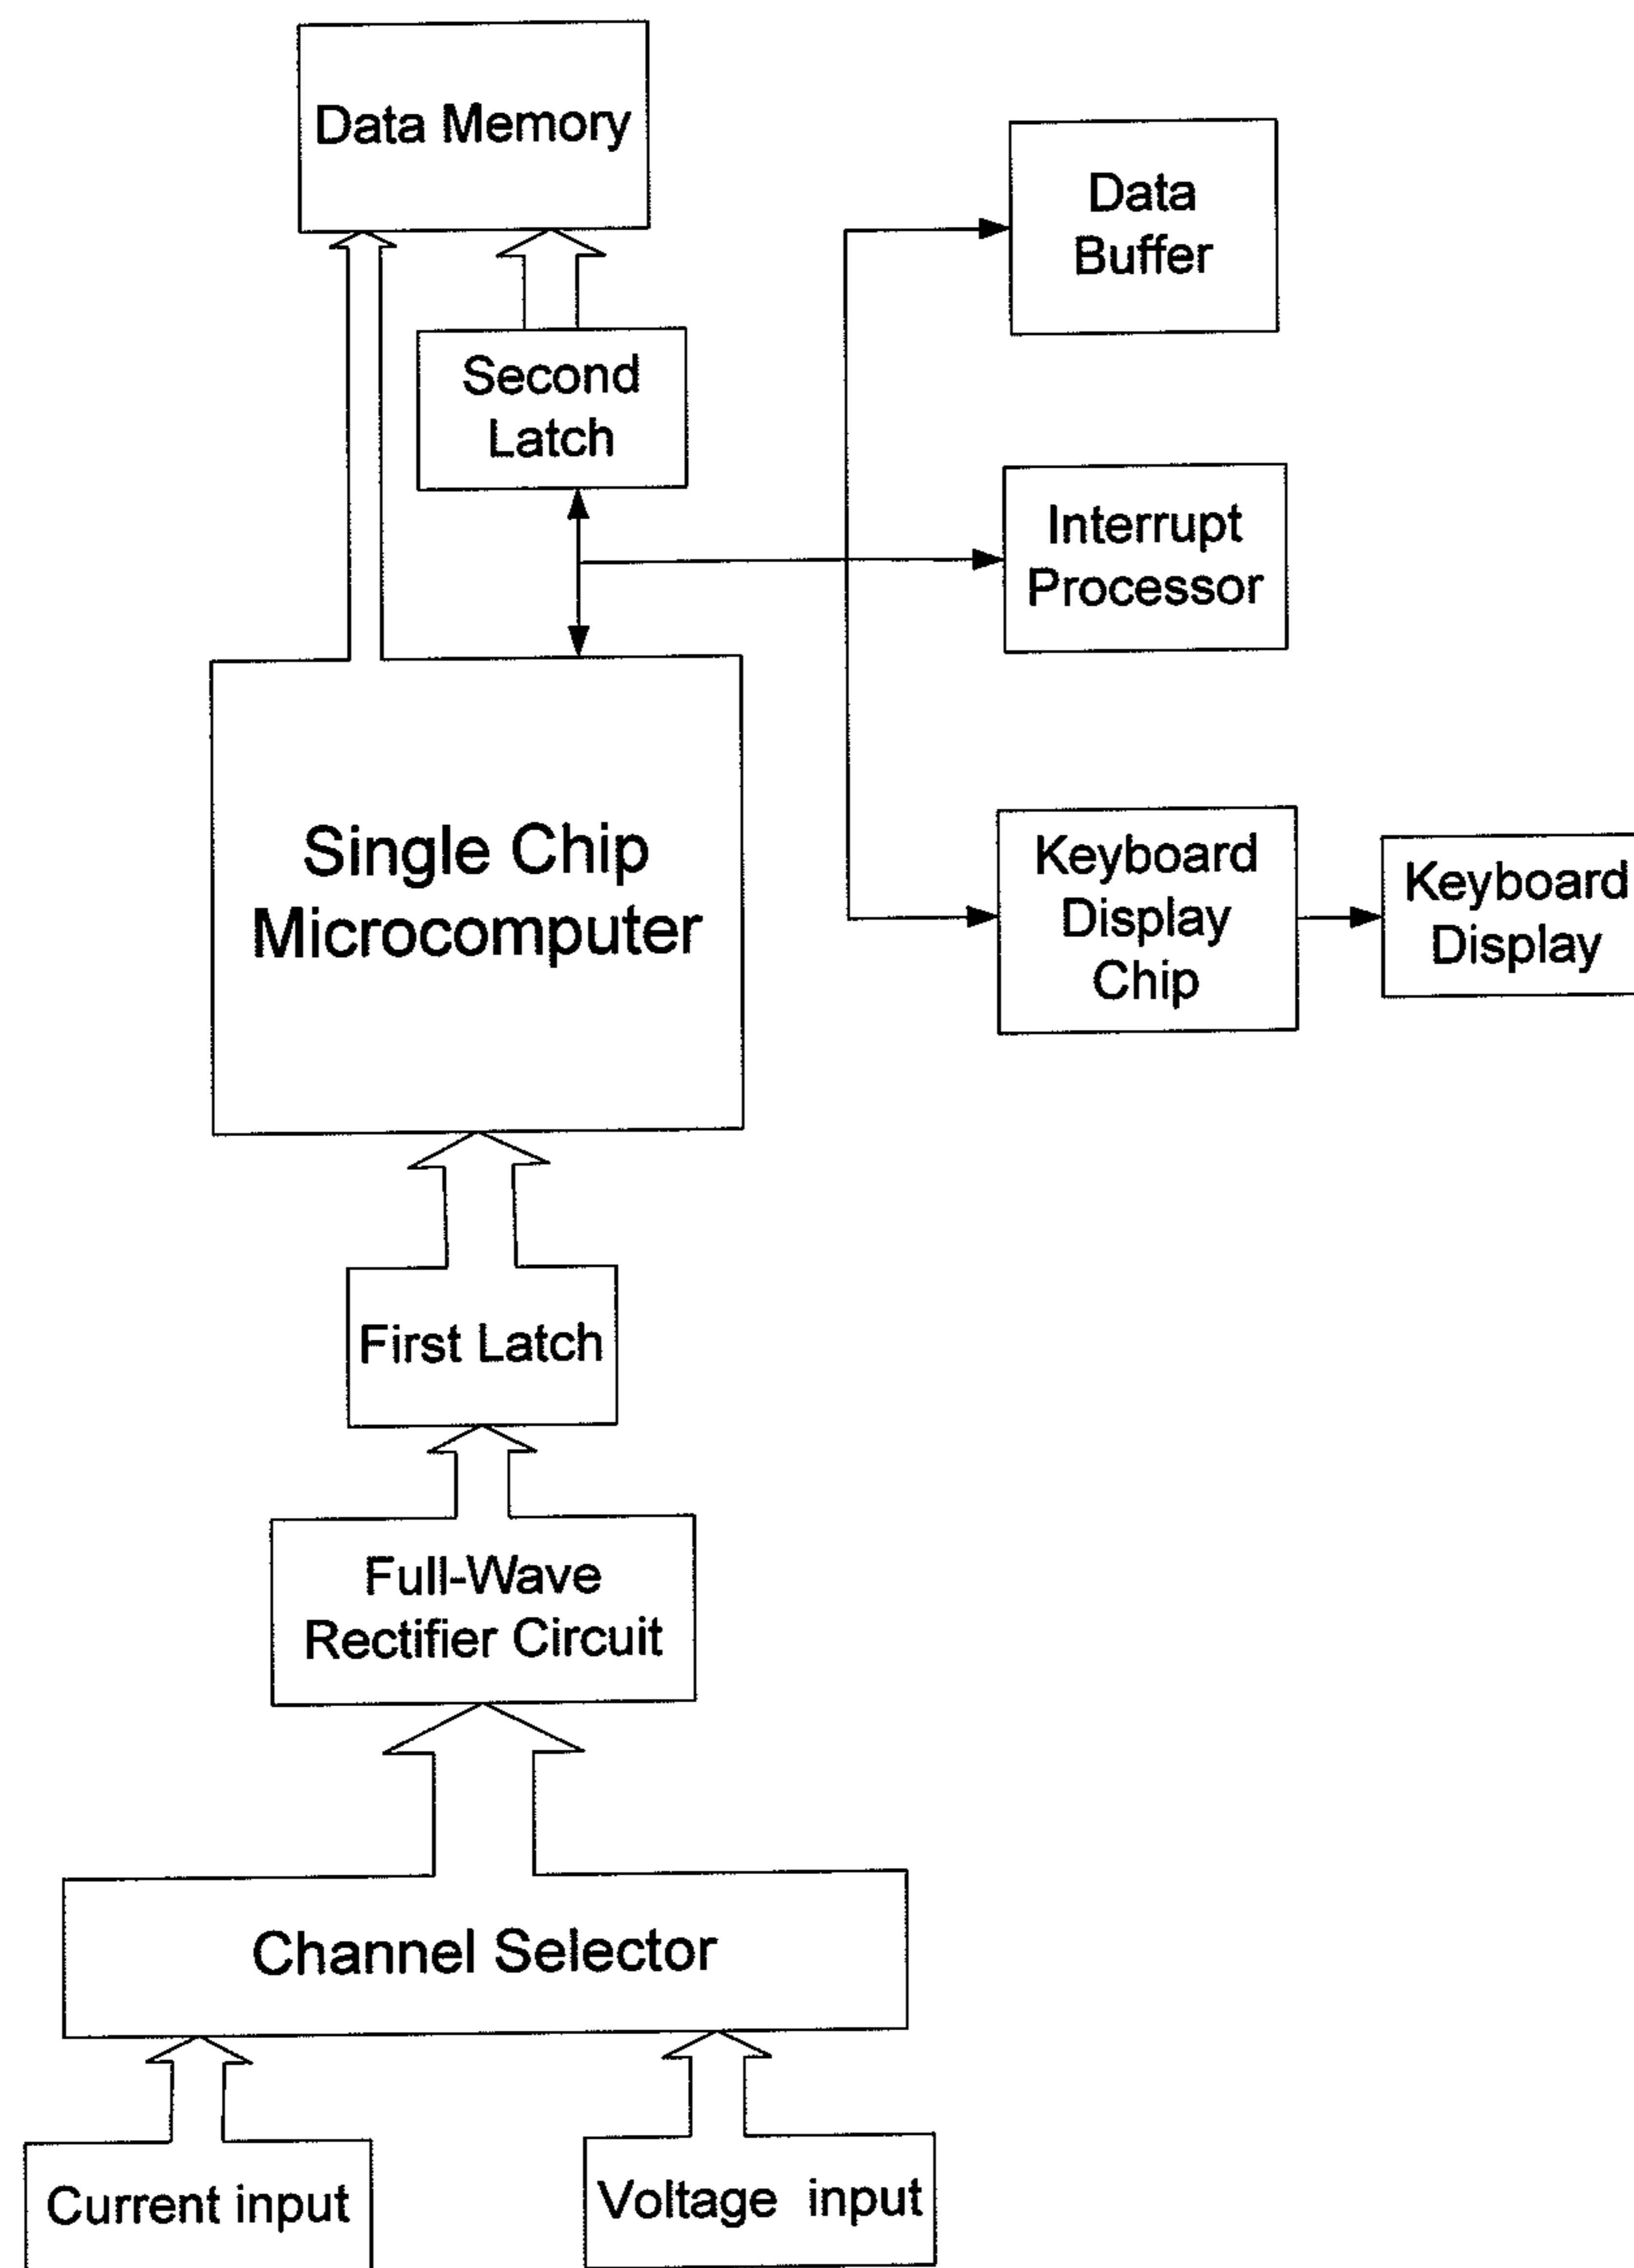 Data Memory
Data
Buffer
Second
Latch
Interrupt
Processor
Single Chip
Microcomputer
Keyboard
Display
Chip
Keyboard
Display
First Latch
Full-Wave
Rectifier Circuit
Channel Selector
Current input
Voltage input